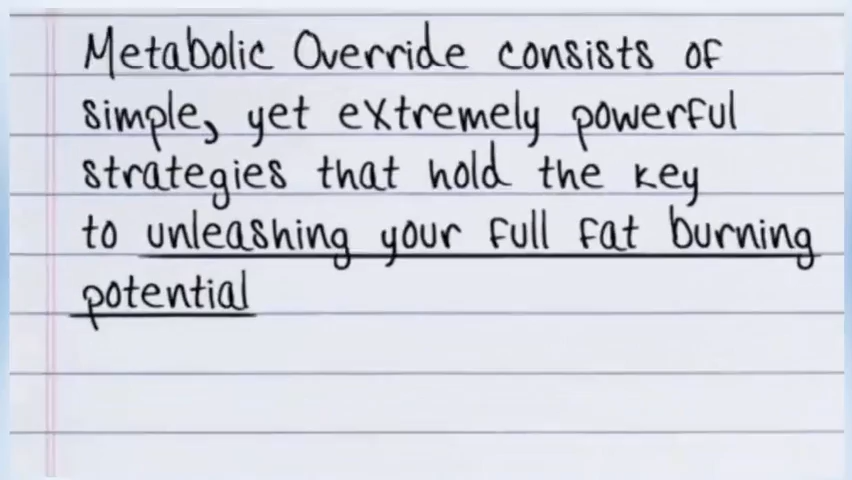 Metabolic Override consists of
simple, yet extremely powerful
strategies that hold the key
to unleashing your full fat burning
potential